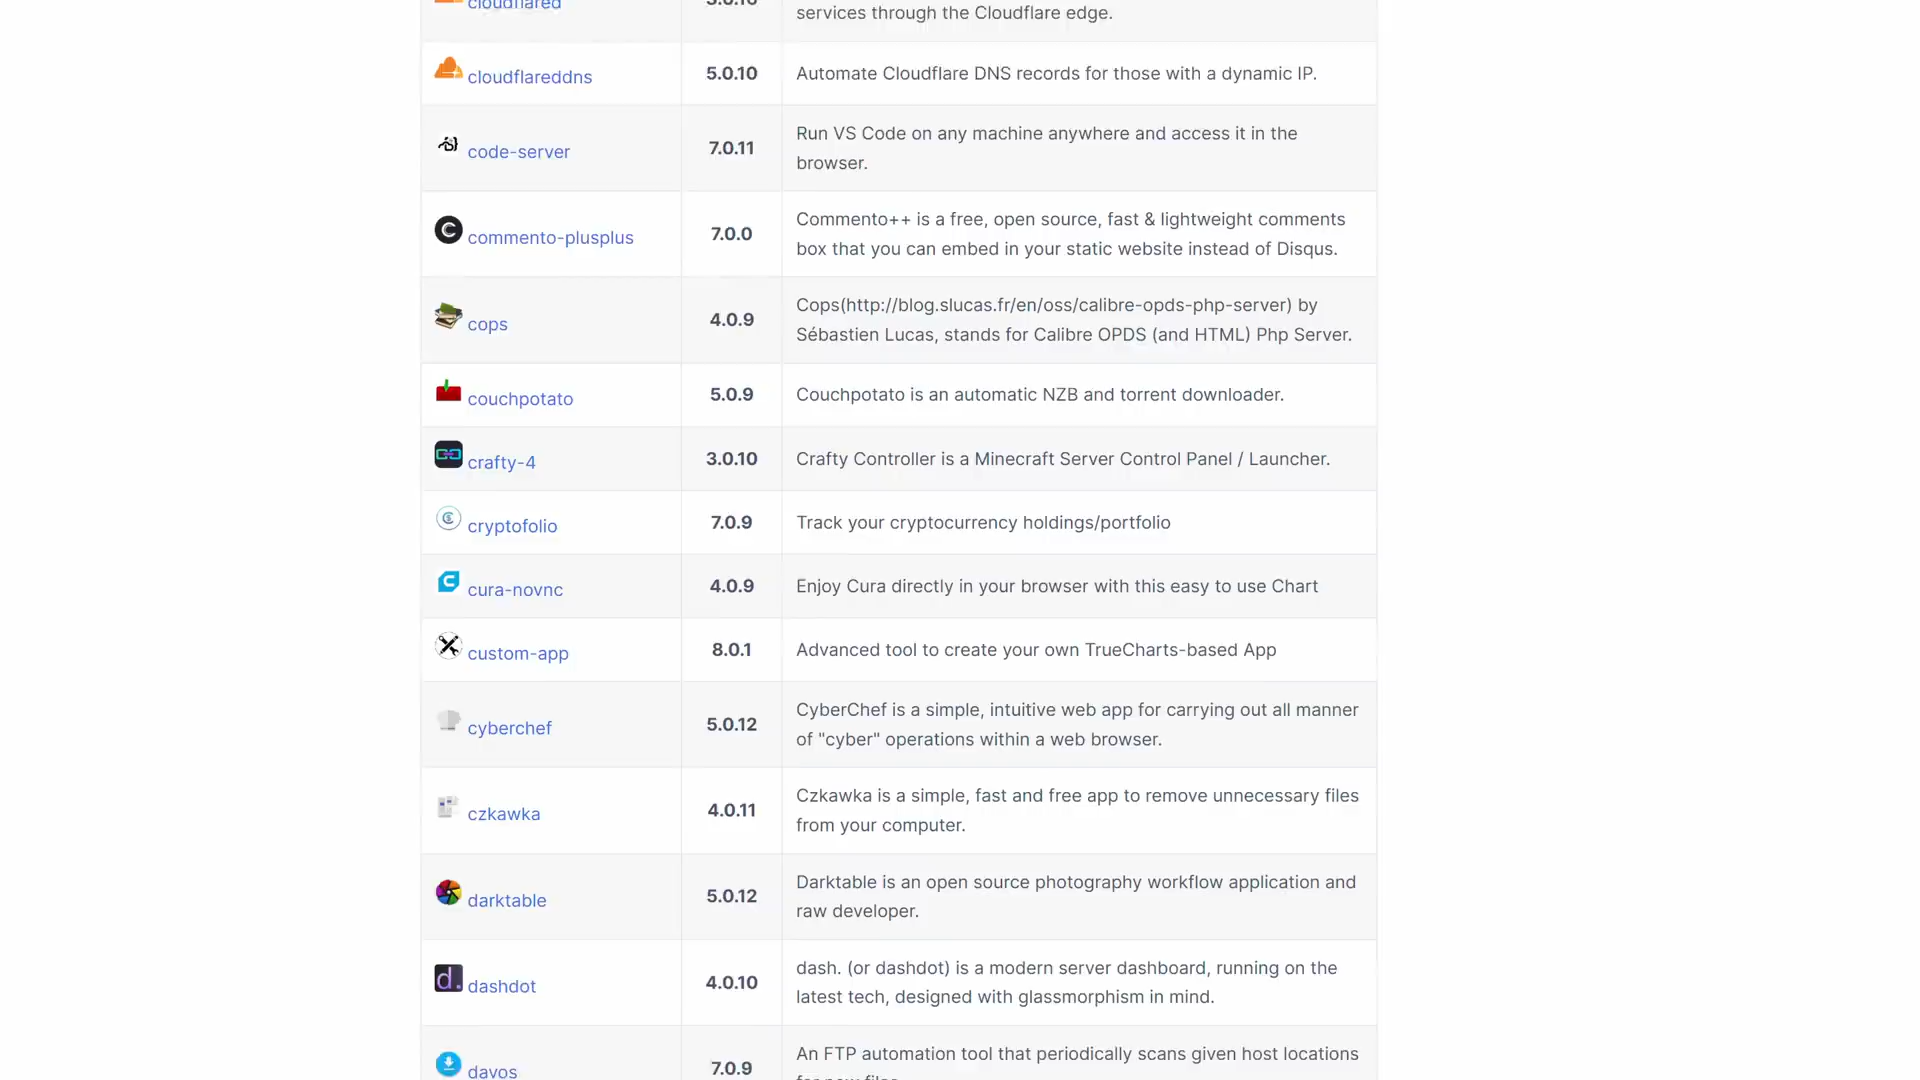 cloudflared 3.0.10 services through the Cloudflare edge.
cloudflareddns 5.0.10 Automate Cloudflare DNS records for those with a dynamic IP.
code-server 7.0.11 Run VS Code on any machine anywhere and access it in the
browser.
commento-plusplus 7.0.0 Commento++ is a free, open source, fast & lightweight comments
box that you can embed in your static website instead of Disqus.
cops 4.0.9 Cops(http://blog.slucas.fr/en/oss/calibre-opds-php-server) by
Sébastien Lucas, stands for Calibre OPDS (and HTML) Php Server.
couchpotato 5.0.9 Couchpotato is an automatic NZB and torrent downloader.
crafty-4 3.0.10 Crafty Controller is a Minecraft Server Control Panel / Launcher.
cryptofolio 7.0.9 Track your cryptocurrency holdings/portfolio
cura-novnc 4.0.9 Enjoy Cura directly in your browser with this easy to use Chart
custom-app 8.0.1 Advanced tool to create your own TrueCharts-based App
cyberchef 5.0.12 CyberChef is a simple, intuitive web app for carrying out all manner
of "cyber" operations within a web browser.
czkawka 4.0.11 Czkawka is a simple, fast and free app to remove unnecessary files
from your computer.
darktable 5.0.12 Darktable is an open source photography workflow application and
raw developer.
d. dashdot 4.0.10 dash. (or dashdot) is a modern server dashboard, running on the
latest tech, designed with glassmorphism in mind.
davos 7.0.9 An FTP automation tool that periodically scans given host locations
for new files